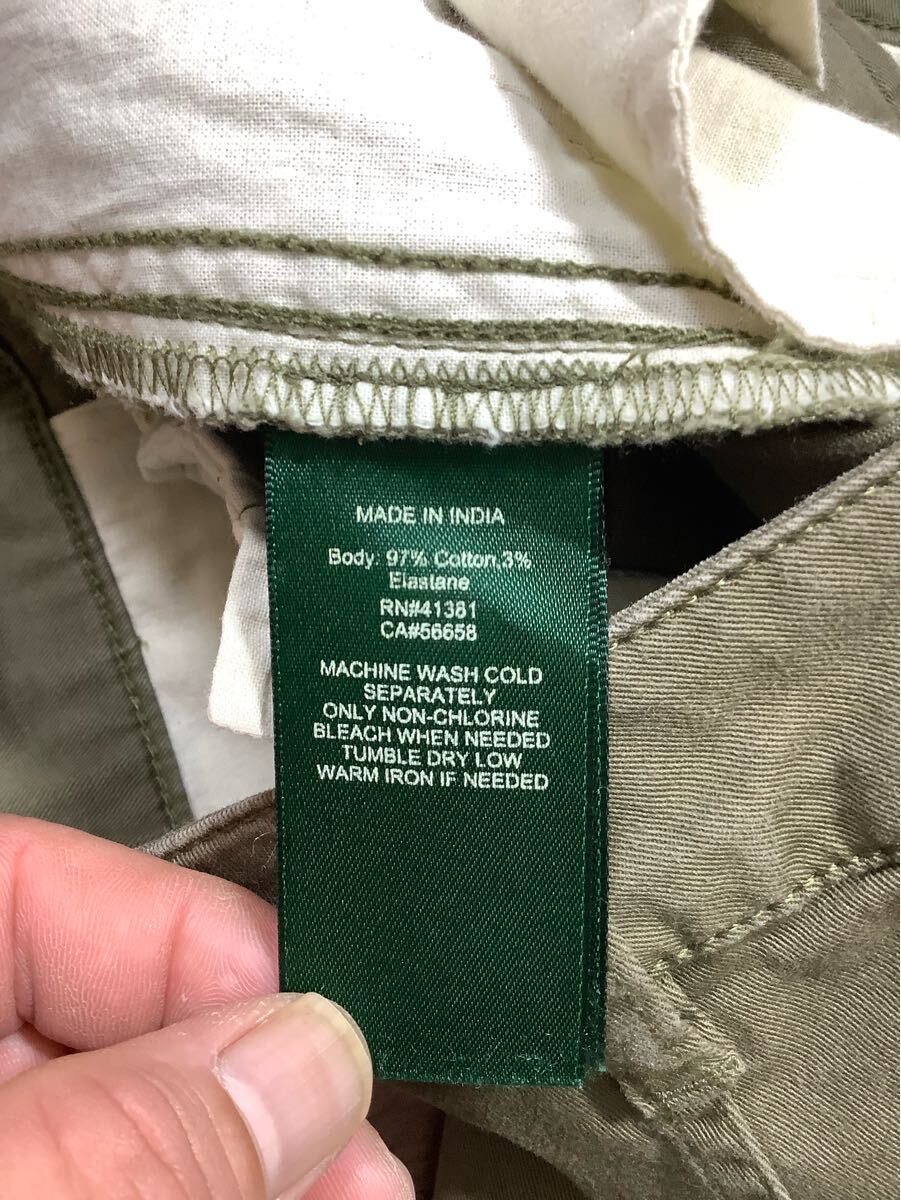 MADE IN INDIA
Body: 97% Cotton,3%
Elastane
RN#41381
CA#56658
MACHINE WASH COLD
SEPARATELY
ONLY NON-CHLORINE
BLEACH WHEN NEEDED
TUMBLE DRY LOW
WARM IRON IF NEEDED